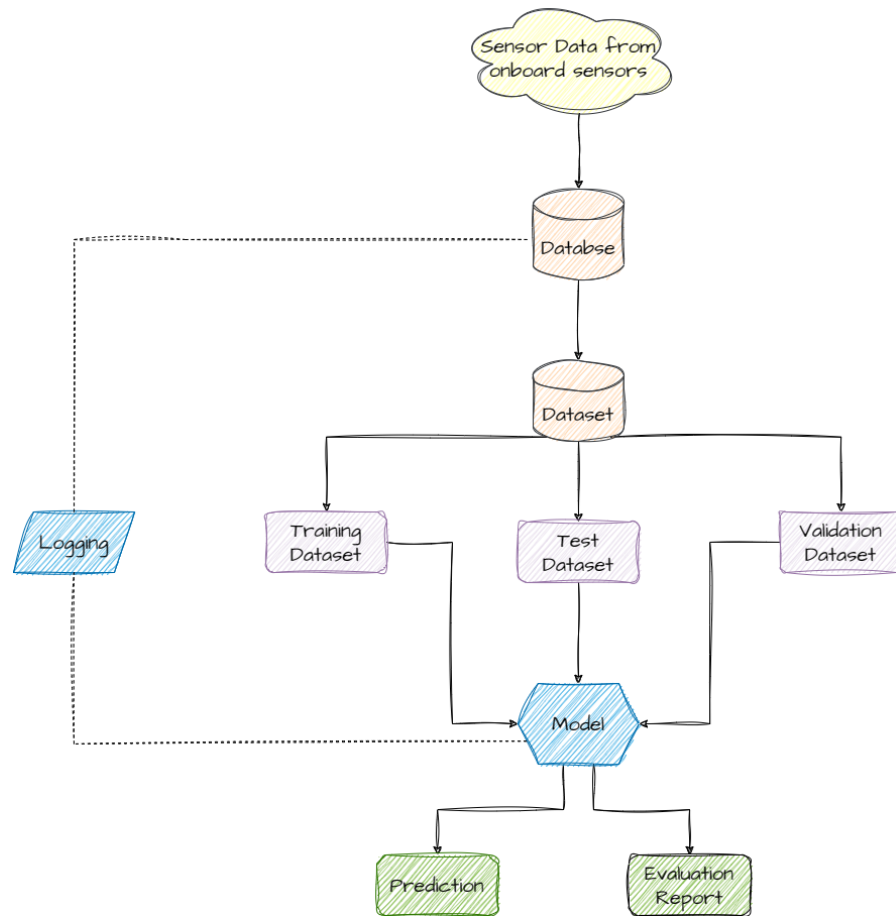 Sensor Data from
onboard sensors
Databse
Dataset
Training
Dataset
Test
Dataset
Validation
Dataset
Logging
Model
Prediction
Evaluation
Report